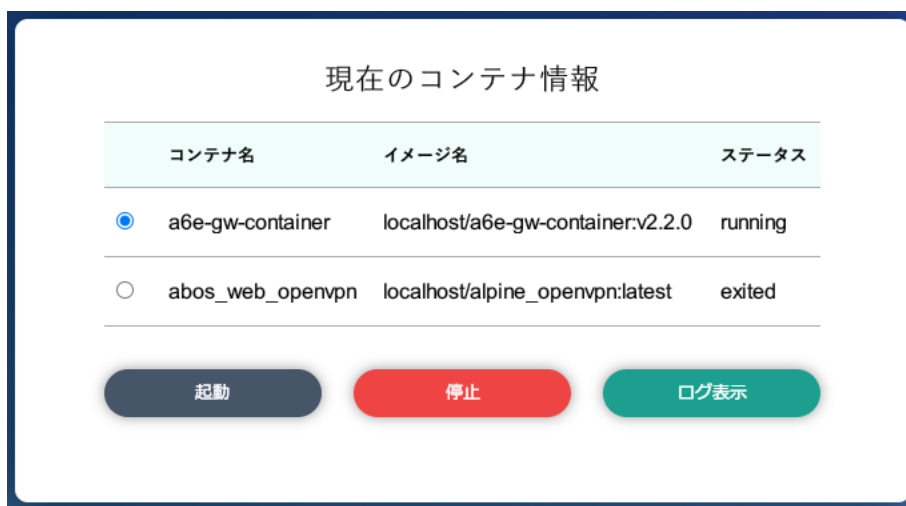 現在のコンテナ情報
コンテナ名 イメージ名 ステータス
a6e-gw-container localhost/a6e-gw-container:v2.2.0 running
abos_web_openvpn localhost/alpine_openvpn:latest exited
起動 停止 ログ表示